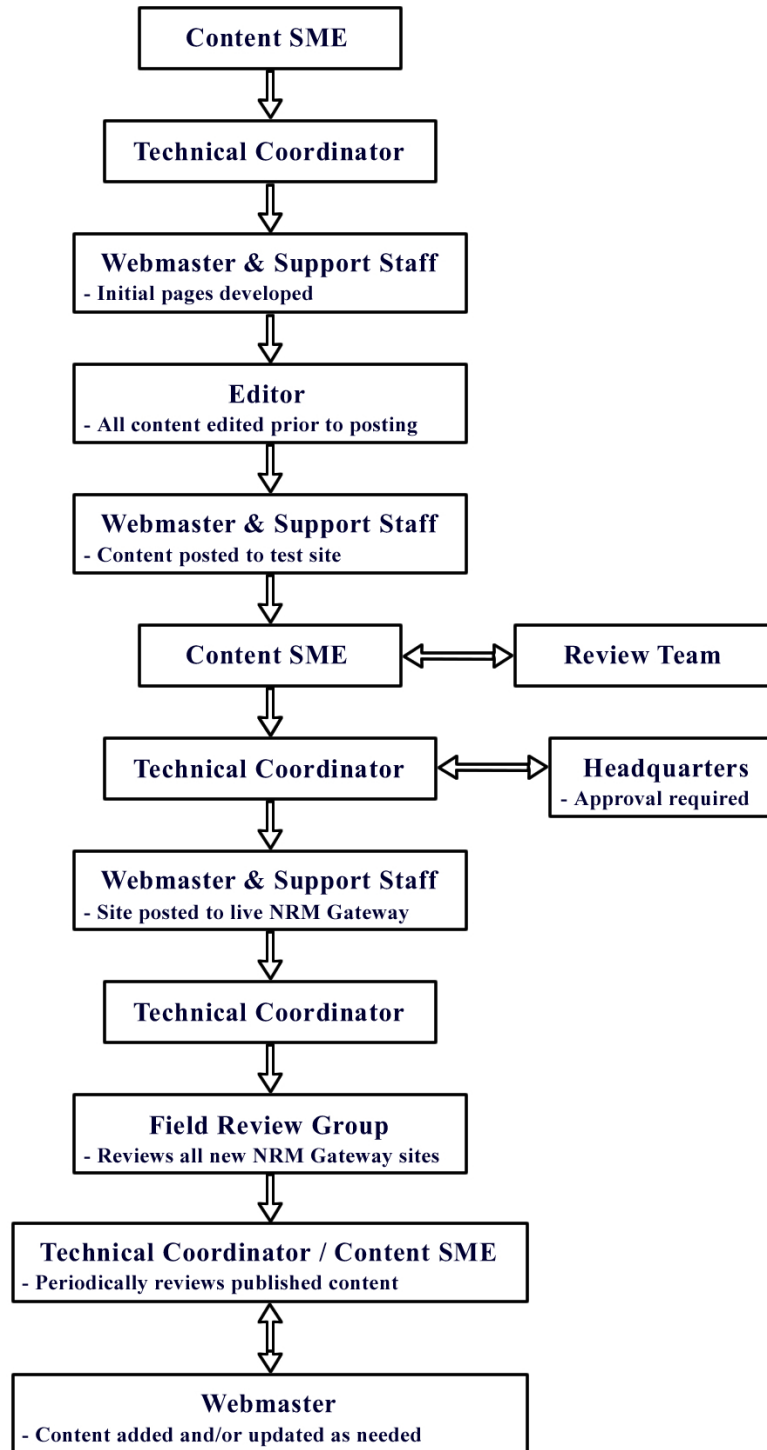 Content SME
Technical Coordinator
Webmaster & Support Staff
- Initial pages developed
Editor
- All content edited prior to posting
Webmaster & Support Staff
- Content posted to test site
Content SME
Review Team
Technical Coordinator
Headquarters
- Approval required
Webmaster & Support Staff
- Site posted to live NRM Gateway
Technical Coordinator
Field Review Group
- Reviews all new NRM Gateway sites
Technical Coordinator / Content SME
- Periodically reviews published content
Webmaster
- Content added and/or updated as needed